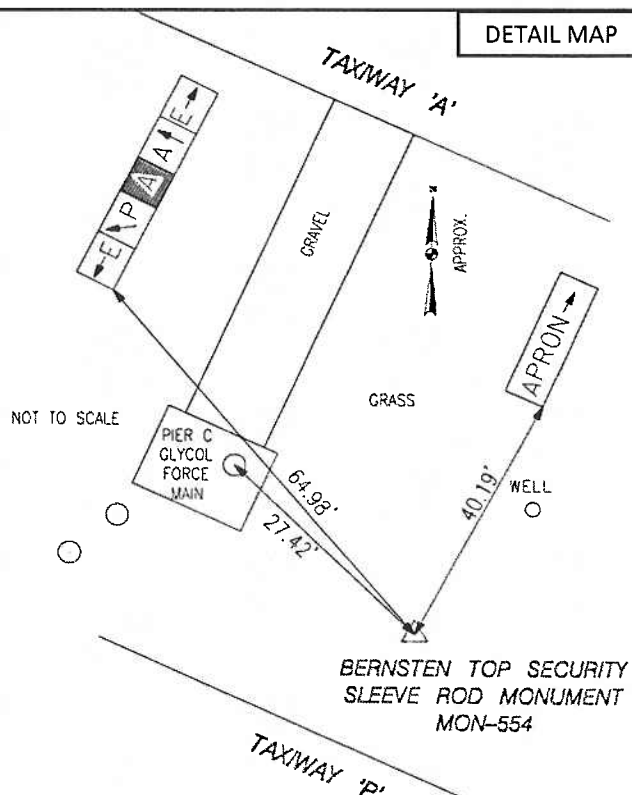 DETAIL MAP
TAXIWAY 'A'
E
A
A
P
E
GRAVEL
APPROX.
APRON
NOT TO SCALE
GRASS
PIER C
GLYCOL
FORCE
MAIN
64.98'
27.42'
40.19'
WELL
BERNSTEN TOP SECURITY
SLEEVE ROD MONUMENT
MON-554
TAXIWAY